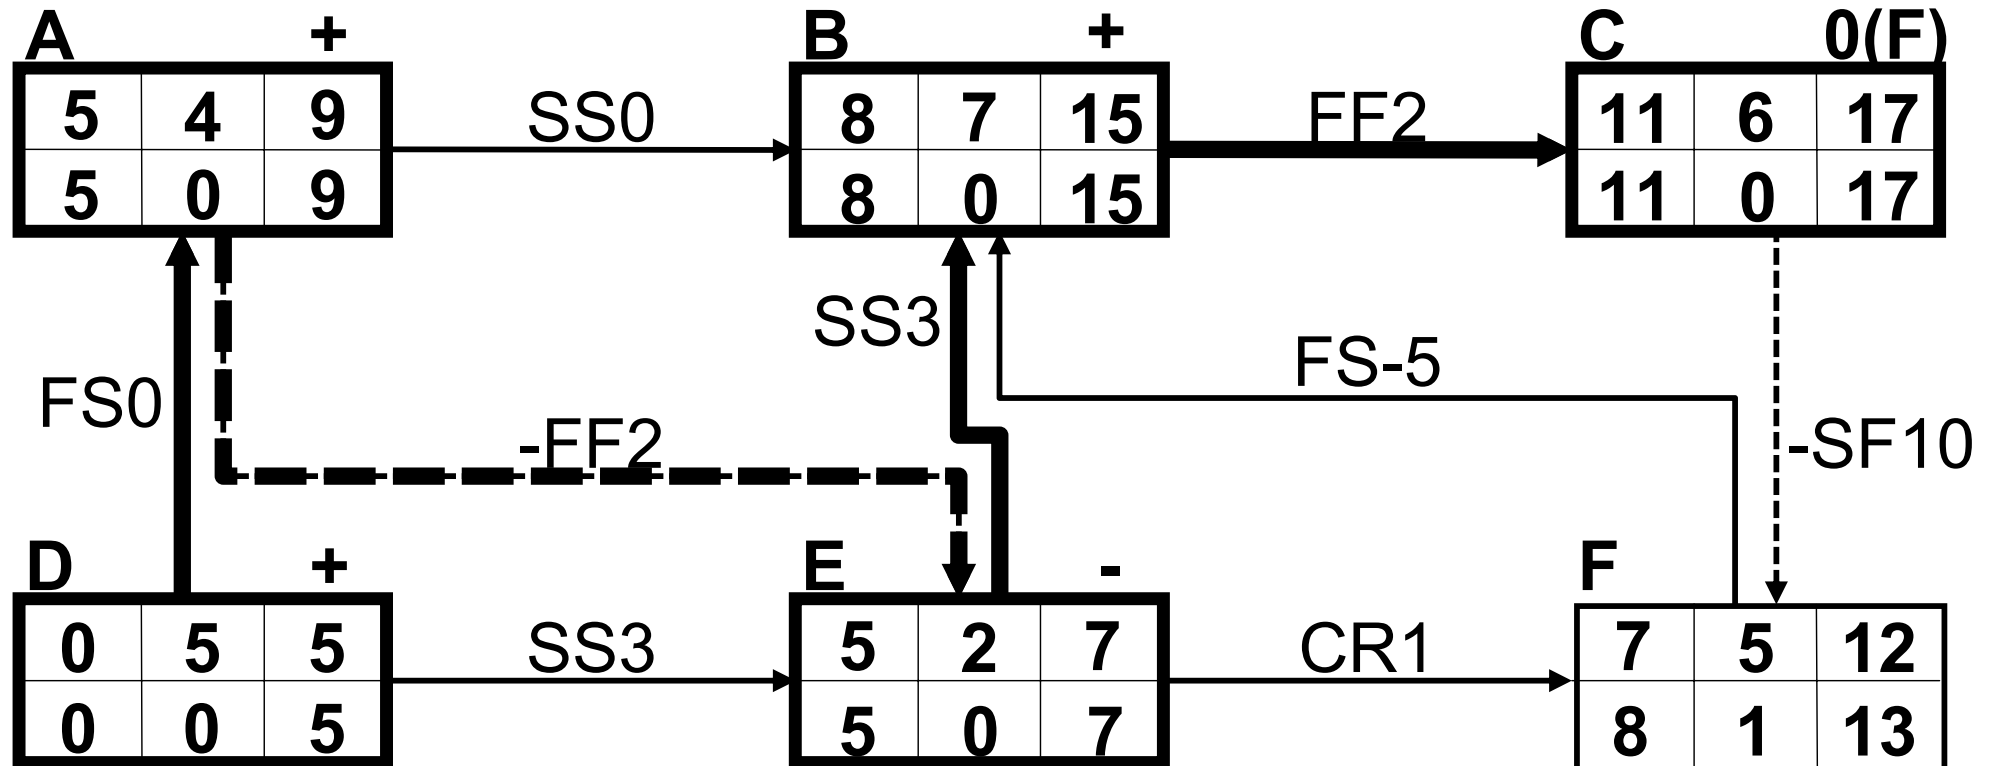 A + B + C 0(F)
5 4 9 SS0 8 7 15 FF2 11 6 17
5 0 9 8 0 15 11 0 17
SS3
FS-5
FS0
-FF2 -SF10
D + E - F
0 5 5 SS3 5 2 7 CR1 7 5 12
0 0 5 5 0 7 8 1 13